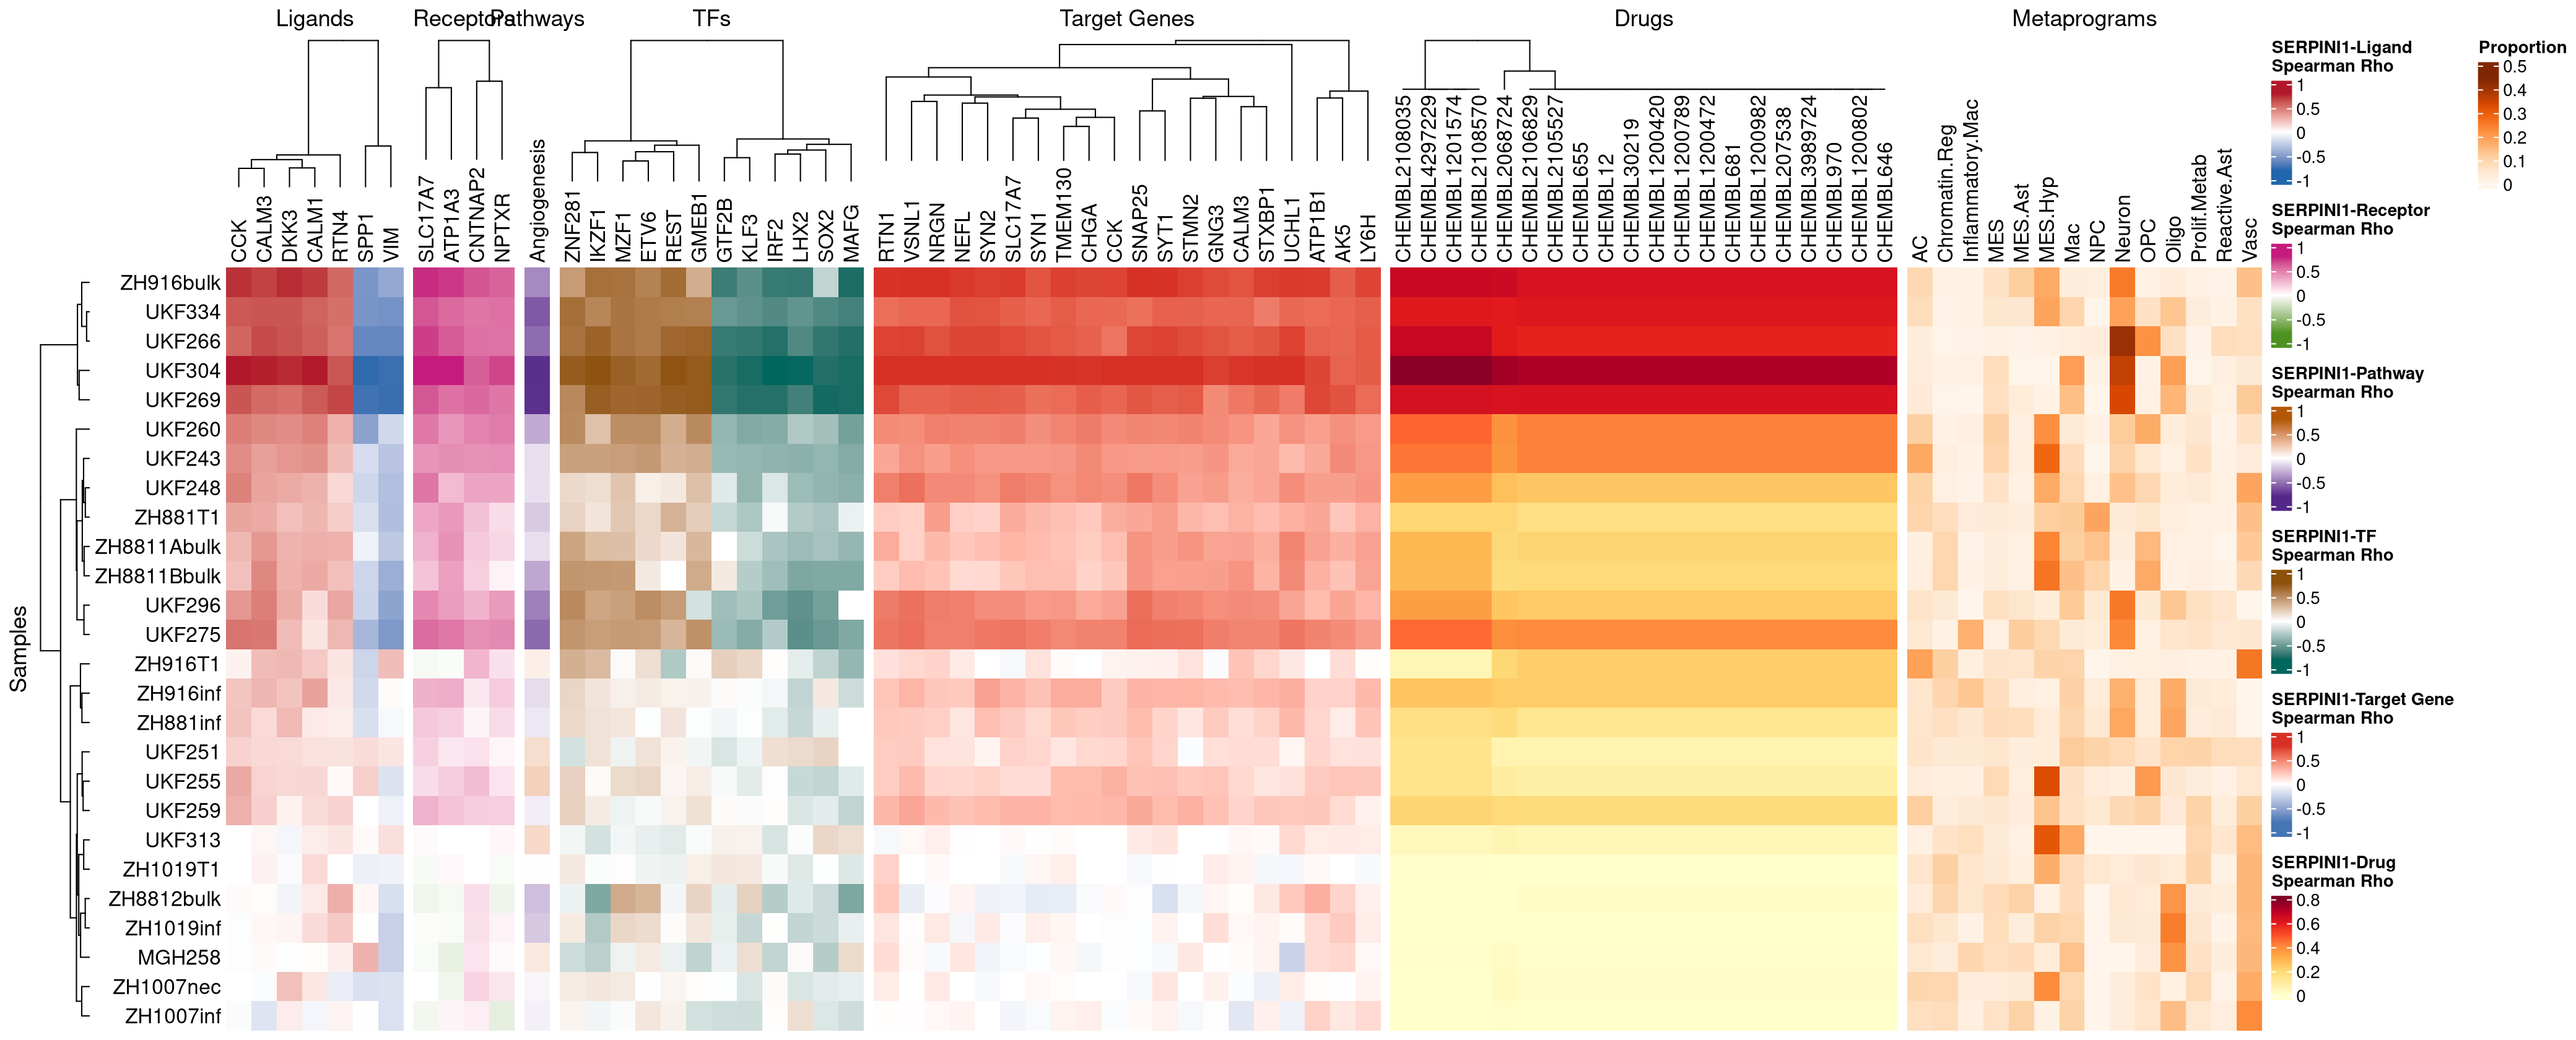 Ligands
Receptors
Pathways
TFs
Target Genes
Drugs
Metaprograms
CCK
CALM3
DKK3
CALM1
RTN4
SPP1
VIM
SLC17A7
ATP1A3
CNTNAP2
NPTXR
Angiogenesis
ZNF281
IKZF1
MZF1
ETV6
REST
GMEB1
GTF2B
KLF3
IRF2
LHX2
SOX2
MAFG
RTN1
VSNL1
NRGN
NEFL
SYN2
SLC17A7
SYN1
TMEM130
CHGA
CCK
SNAP25
SYT1
STMN2
GNG3
CALM3
STXBP1
UCHL1
ATP1B1
AK5
LY6H
CHEMBL2108035
CHEMBL4297229
CHEMBL1201574
CHEMBL2108570
CHEMBL2068724
CHEMBL2106829
CHEMBL2105527
CHEMBL655
CHEMBL12
CHEMBL30219
CHEMBL1200420
CHEMBL1200789
CHEMBL1200472
CHEMBL681
CHEMBL1200982
CHEMBL207538
CHEMBL3989724
CHEMBL970
CHEMBL1200802
CHEMBL646
AC
Chromatin.Reg
Inflammatory.Mac
MES
MES.Ast
MES.Hyp
Mac
NPC
Neuron
OPC
Oligo
Prolif.Metab
Reactive.Ast
Vasc
Samples
ZH916bulk
UKF334
UKF266
UKF304
UKF269
UKF260
UKF243
UKF248
ZH881T1
ZH8811Abulk
ZH8811Bbulk
UKF296
UKF275
ZH916T1
ZH916inf
ZH881inf
UKF251
UKF255
UKF259
UKF313
ZH1019T1
ZH8812bulk
ZH1019inf
MGH258
ZH1007nec
ZH1007inf
SERPINI1-Ligand
Spearman Rho
1
0.5
0
-0.5
-1
SERPINI1-Receptor
Spearman Rho
1
0.5
0
-0.5
-1
SERPINI1-Pathway
Spearman Rho
1
0.5
0
-0.5
-1
SERPINI1-TF
Spearman Rho
1
0.5
0
-0.5
-1
SERPINI1-Target Gene
Spearman Rho
1
0.5
0
-0.5
-1
SERPINI1-Drug
Spearman Rho
0.8
0.6
0.4
0.2
0
Proportion
0.5
0.4
0.3
0.2
0.1
0